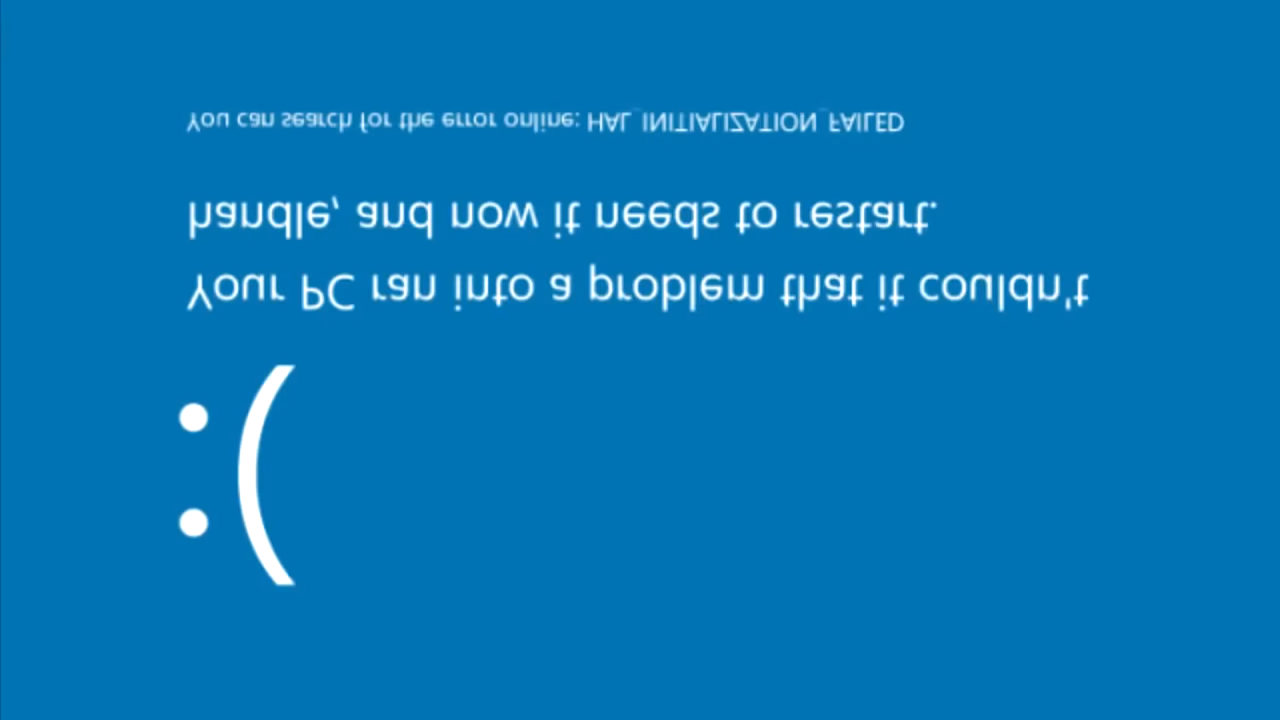 :(
Your PC ran into a problem that it couldn't
handle, and now it needs to restart.
You can search for the error online: HAL_INITIALIZATION_FAILED